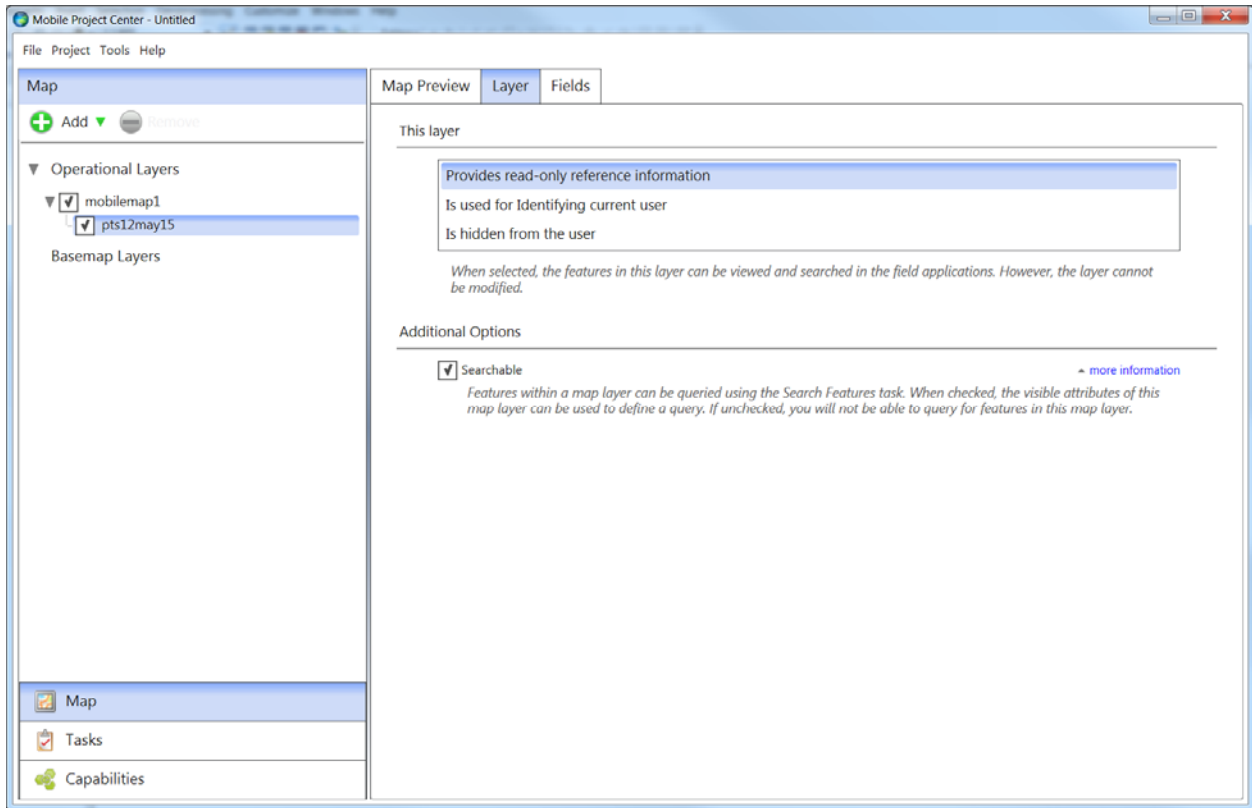 Mobile Project Center - Untitled
File Project Tools Help
Map
Add
Remove
Operational Layers
mobilemap1
pts12may15
Basemap Layers
Map
Tasks
Capabilities
Map Preview Layer Fields
This layer
Provides read-only reference information
Is used for Identifying current user
Is hidden from the user
When selected, the features in this layer can be viewed and searched in the field applications. However, the layer cannot
be modified.
Additional Options
Searchable
more information
Features within a map layer can be queried using the Search Features task. When checked, the visible attributes of this
map layer can be used to define a query. If unchecked, you will not be able to query for features in this map layer.